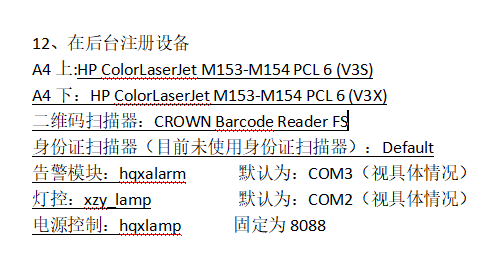 12、在后台注册设备
A4 上:HP ColorLaserJet M153-M154 PCL 6 (V3S)
A4 下：HP ColorLaserJet M153-M154 PCL 6 (V3X)
二维码扫描器：CROWN Barcode Reader FS
身份证扫描器（目前未使用身份证扫描器）：Default
告警模块：hqxalarm 默认为：COM3（视具体情况）
灯控：xzy_lamp 默认为：COM2（视具体情况）
电源控制：hqxlamp 固定为 8088